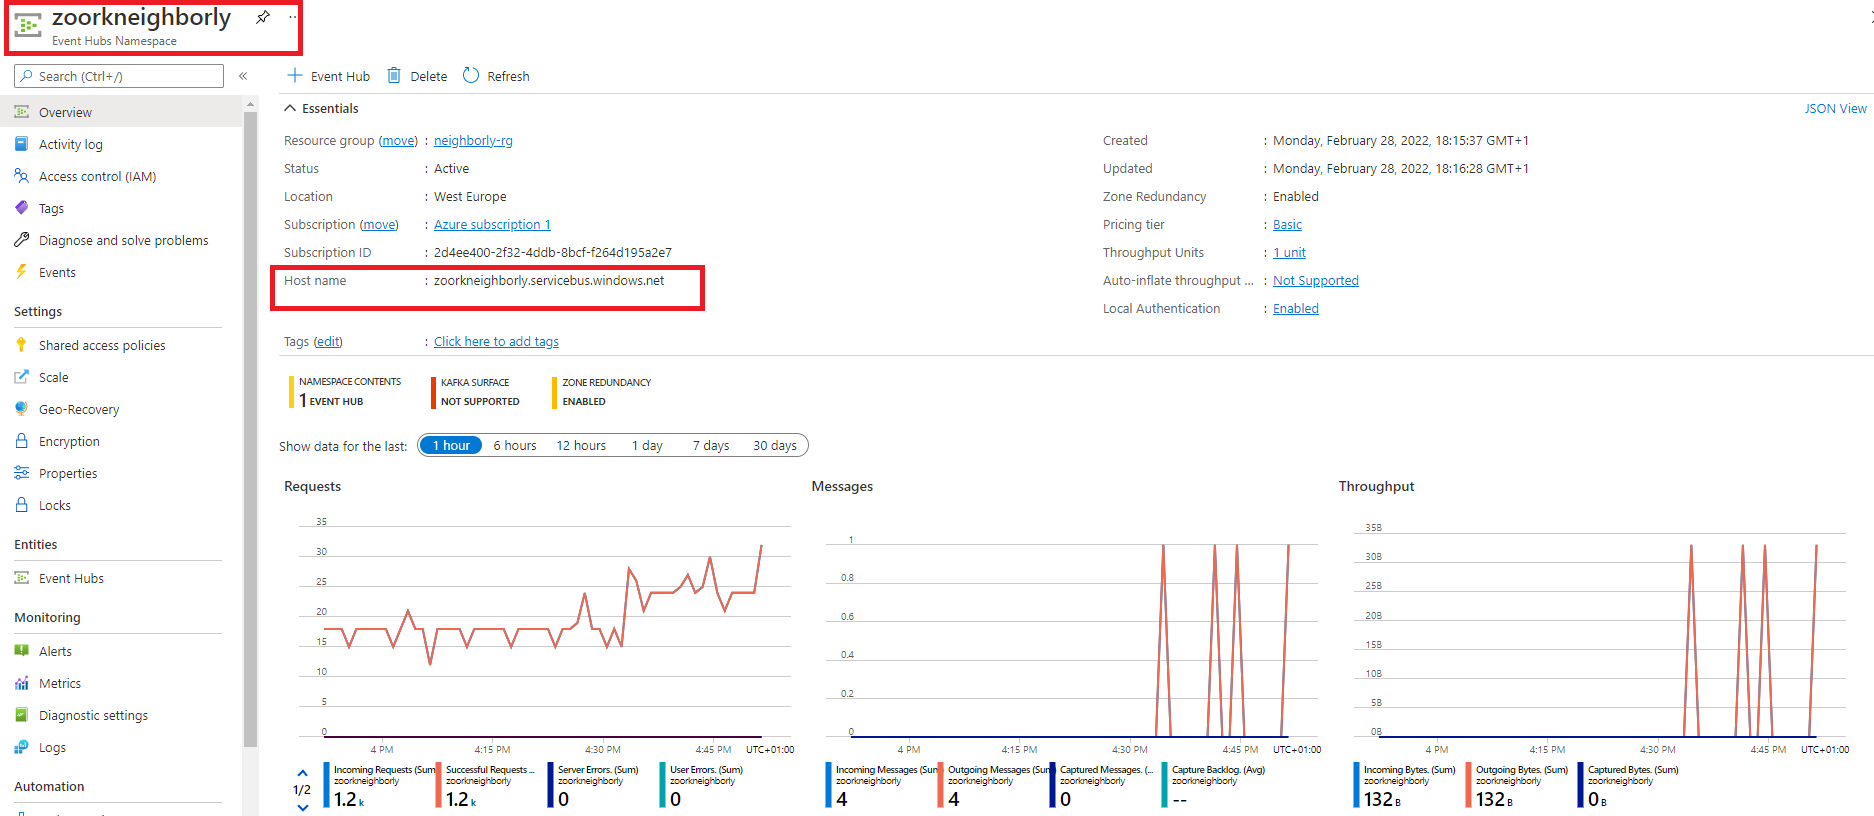 zoorkneighborly
Event Hubs Namespace
Search (Ctrl+/)
«
Event Hub
Delete
Refresh
Overview
Activity log
Access control (IAM)
Tags
Diagnose and solve problems
Events
Settings
Shared access policies
Scale
Geo-Recovery
Encryption
Properties
Locks
Entities
Event Hubs
Monitoring
Alerts
Metrics
Diagnostic settings
Logs
Automation
Essentials
JSON View
Resource group (move) : neighborly-rg
Status : Active
Location : West Europe
Subscription (move) : Azure subscription 1
Subscription ID : 2d4ee400-2f32-4ddb-8bcf-f264d195a2e7
Host name : zoorkneighborly.servicebus.windows.net
Tags (edit) : Click here to add tags
Created : Monday, February 28, 2022, 18:15:37 GMT+1
Updated : Monday, February 28, 2022, 18:16:28 GMT+1
Zone Redundancy : Enabled
Pricing tier : Basic
Throughput Units : 1 unit
Auto-inflate throughput ... : Not Supported
Local Authentication : Enabled
NAMESPACE CONTENTS
1 EVENT HUB
KAFKA SURFACE
NOT SUPPORTED
ZONE REDUNDANCY
ENABLED
Show data for the last: 1 hour 6 hours 12 hours 1 day 7 days 30 days
Requests
35
30
25
20
15
10
5
0
4 PM 4:15 PM 4:30 PM 4:45 PM UTC+01:00
1/2
Incoming Requests (Sum
zoorkneighborly
1.2 k
Successful Requests ...
zoorkneighborly
1.2 k
Server Errors. (Sum)
zoorkneighborly
0
User Errors. (Sum)
zoorkneighborly
0
Messages
1
0.8
0.6
0.4
0.2
0
4 PM 4:15 PM 4:30 PM 4:45 PM UTC+01:00
Incoming Messages (Sum
zoorkneighborly
4
Outgoing Messages (Sum
zoorkneighborly
4
Captured Messages. (...
zoorkneighborly
0
Capture Backlog. (Avg)
zoorkneighborly
--
Throughput
35B
30B
25B
20B
15B
10B
5B
0B
4 PM 4:15 PM 4:30 PM 4:45 PM UTC+01:00
Incoming Bytes. (Sum)
zoorkneighborly
132 B
Outgoing Bytes. (Sum)
zoorkneighborly
132 B
Captured Bytes. (Sum)
zoorkneighborly
0 B